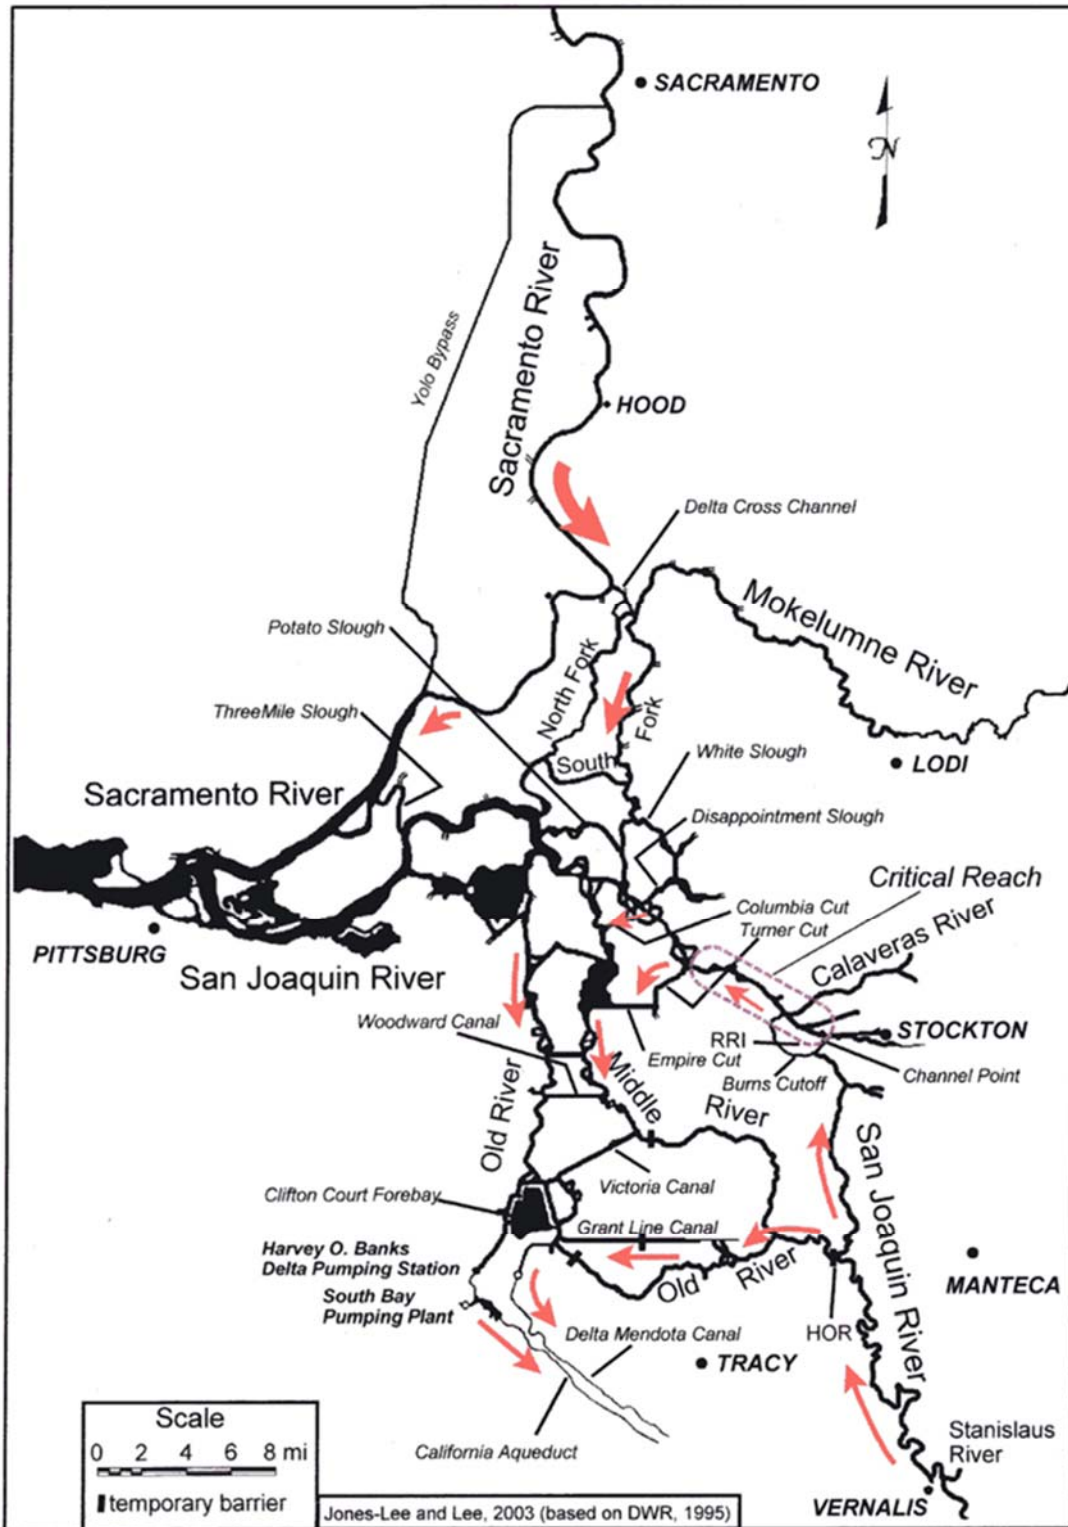 SACRAMENTO
N
Sacramento River
Yolo Bypass
HOOD
Delta Cross Channel
Mokelumne River
Potato Slough
North Fork
ThreeMile Slough
South
Fork
White Slough
LODI
Sacramento River
Disappointment Slough
Critical Reach
Columbia Cut
Turner Cut
Calaveras River
PITTSBURG
San Joaquin River
Woodward Canal
STOCKTON
RRI
Empire Cut
Channel Point
Burns Cutoff
Middle
River
Old River
San Joaquin River
Victoria Canal
Clifton Court Forebay
Grant Line Canal
Harvey O. Banks
Delta Pumping Station
South Bay
Pumping Plant
Old
River
MANTECA
Delta Mendota Canal
HOR
TRACY
Scale
0 2 4 6 8 mi
temporary barrier
California Aqueduct
Stanislaus
River
VERNALIS
Jones-Lee and Lee, 2003 (based on DWR, 1995)